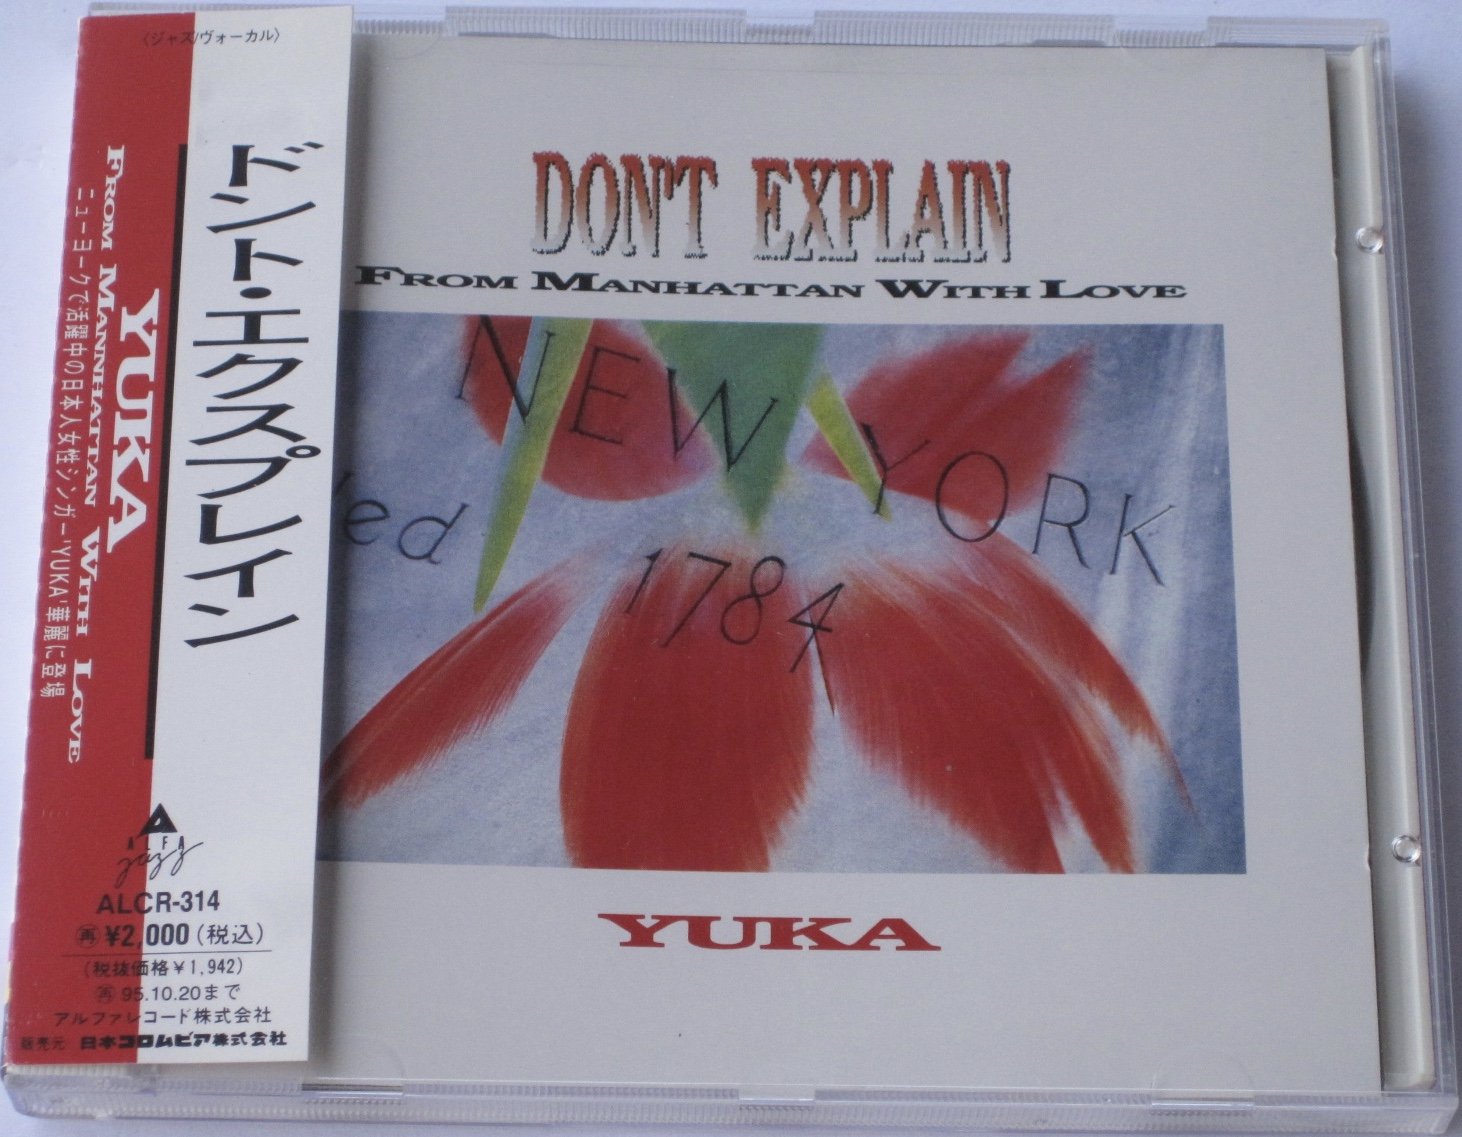 〈ジャズ/ヴォーカル〉
ドント・エクスプレイン
YUKA
FROM MANNHATTAN WITH LOVE
ニューヨークで活躍中の日本人女性シンガー'YUKA'華麗に登場
ALFA
jazz
ALCR-314
再 ¥2,000(税込)
(税抜価格¥1,942)
再 95.10.20まで
アルファレコード株式会社
販売元 日本コロムビア株式会社
DON'T EXPLAIN
FROM MANHATTAN WITH LOVE
NEW YORK
ed
1784
YUKA